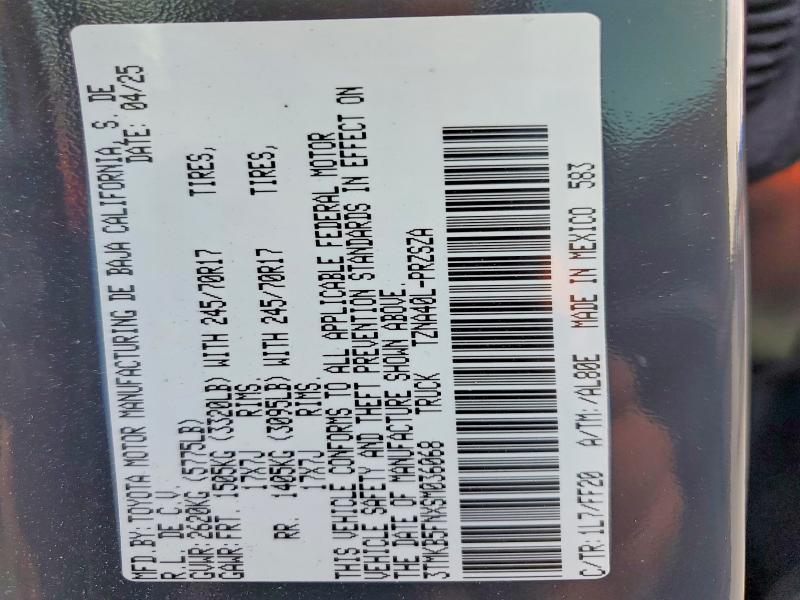 MFD.BY:TOYOTA MOTOR MANUFACTURING DE BAJA CALIFORNIA, S. DE
R.L. DE C.V. DATE: 04/25
GVWR: 2620KG (5775LB)
GAWR: FRT. 1505KG (3320LB) WITH 245/70R17 TIRES,
17X7J RIMS.
RR. 1405KG (3095LB) WITH 245/70R17 TIRES,
17X7J RIMS.
THIS VEHICLE CONFORMS TO ALL APPLICABLE FEDERAL MOTOR
VEHICLE SAFETY AND THEFT PREVENTION STANDARDS IN EFFECT ON
THE DATE OF MANUFACTURE SHOWN ABOVE.
3TMKB5FNXSM036068 TRUCK TZNA40L-PRZSZA
C/TR:1L7/FF20 A/TM:/AL80E MADE IN MEXICO 583